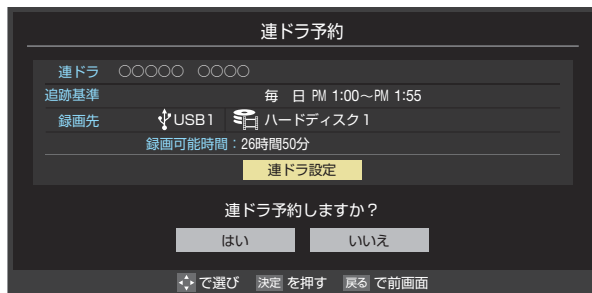 連ドラ予約
連ドラ ○○○○○ ○○○○
追跡基準 毎 日 PM 1:00～PM 1:55
録画先 USB1 ハードディスク1
録画可能時間：26時間50分
連ドラ設定
連ドラ予約しますか？
はい いいえ
で選び 決定 を押す 戻る で前画面